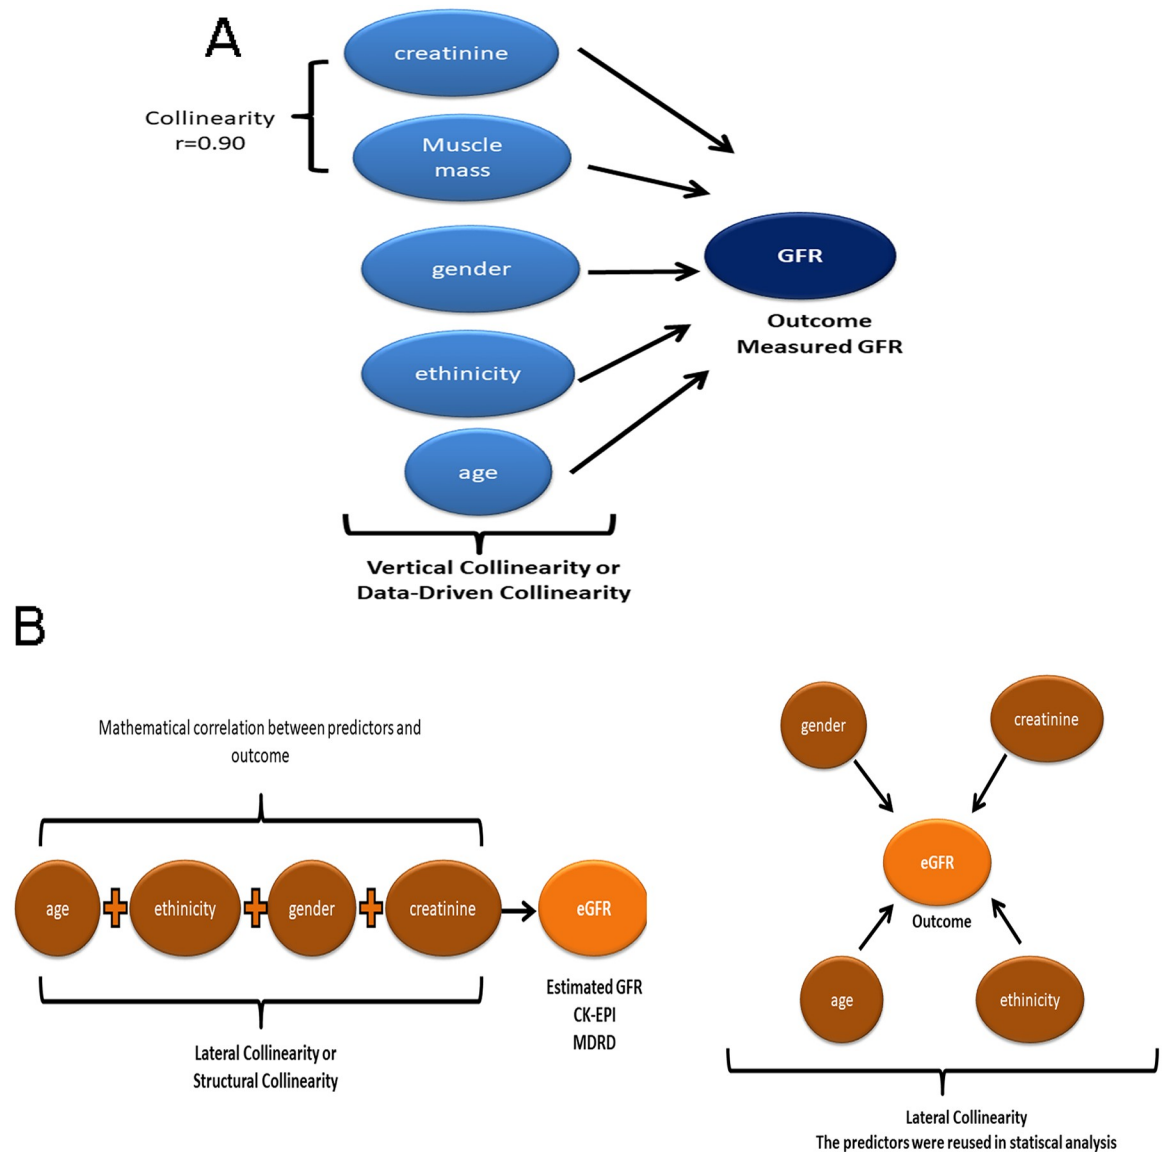 A
creatinine
Collinearity
r=0.90
Muscle
mass
gender
GFR
Outcome
Measured GFR
ethinicity
age
Vertical Collinearity or
Data-Driven Collinearity
B
Mathematical correlation between predictors and
outcome
age
ethinicity
gender
creatinine
eGFR
Estimated GFR
CK-EPI
MDRD
Lateral Collinearity or
Structural Collinearity
gender
creatinine
eGFR
Outcome
age
ethinicity
Lateral Collinearity
The predictors were reused in statiscal analysis